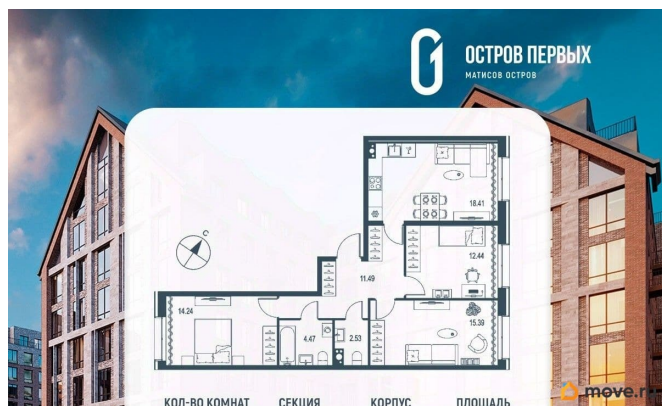 ОСТРОВ ПЕРВЫХ
МАТИСОВ ОСТРОВ
18.41
С
12.44
11.49
14.24
15.39
4.47
2.53
КОЛ-ВО КОМНАТ СЕКЦИЯ КОРПУС ПЛОЩАДЬ
move.ru